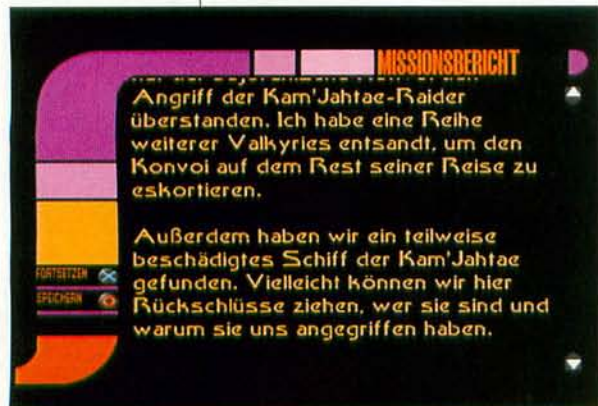 MISSIONSBERICHT
Angriff der Kam'Jahtae-Raider
überstanden. Ich habe eine Reihe
weiterer Valkyries entsandt, um den
Konvoi auf dem Rest seiner Reise zu
eskortieren.
Außerdem haben wir ein teilweise
beschädigtes Schiff der Kam'Jahtae
gefunden. Vielleicht können wir hier
Rückschlüsse ziehen, wer sie sind und
warum sie uns angegriffen haben.
FORTSETZEN
SPEICHERN